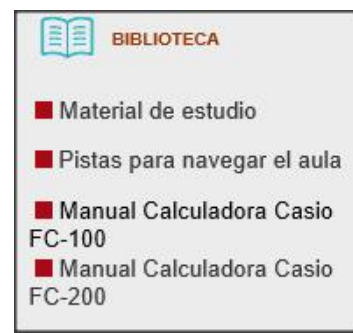 BIBLIOTECA
Material de estudio
Pistas para navegar el aula
Manual Calculadora Casio
FC-100
Manual Calculadora Casio
FC-200